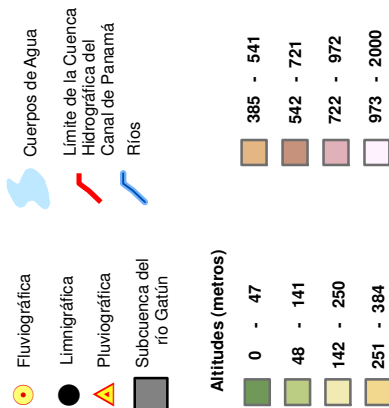 Fluviográfica
Limnigráfica
Pluviográfica
Subcuenca del
río Gatún
Cuerpos de Agua
Límite de la Cuenca
Hidrográfica del
Canal de Panamá
Ríos
Altitudes (metros)
0 - 47
48 - 141
142 - 250
251 - 384
385 - 541
542 - 721
722 - 972
973 - 2000